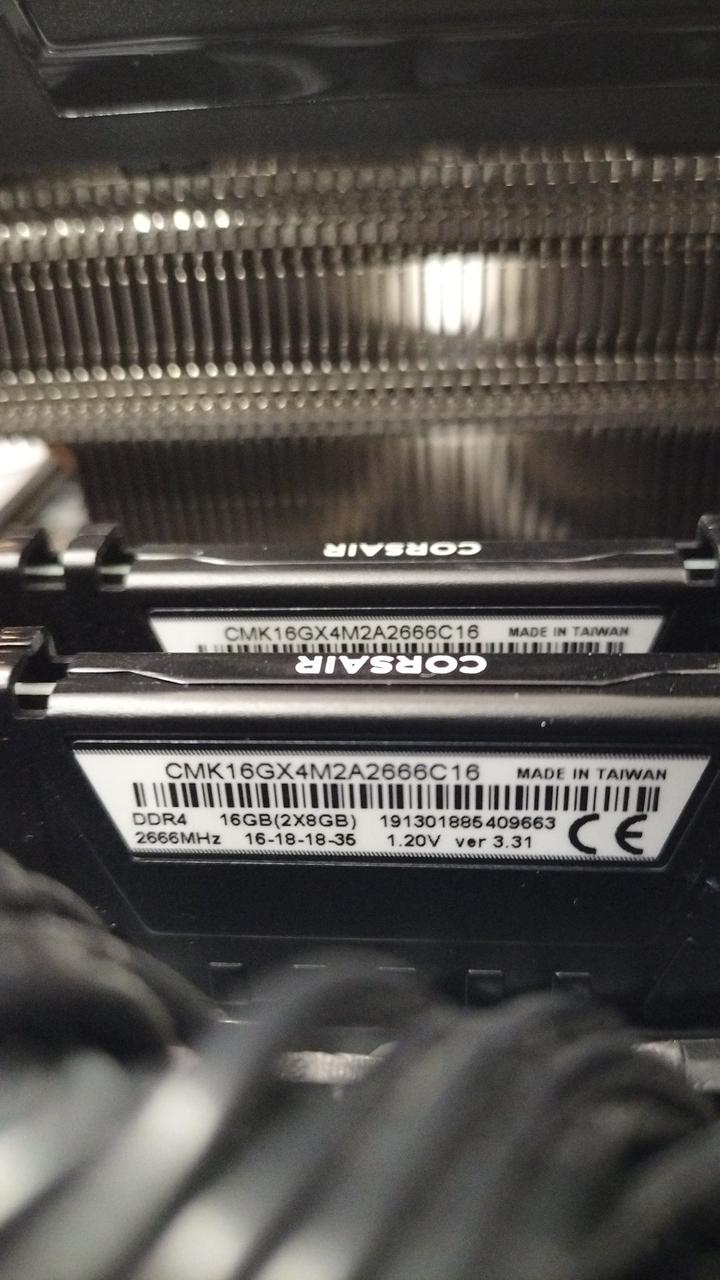 CORSAIR
CMK16GX4M2A2666C16 MADE IN TAIWAN
CORSAIR
CMK16GX4M2A2666C16 MADE IN TAIWAN
DDR4 16GB(2X8GB) 191301885409663
2666MHz 16-18-18-35 1.20V ver 3.31
CE